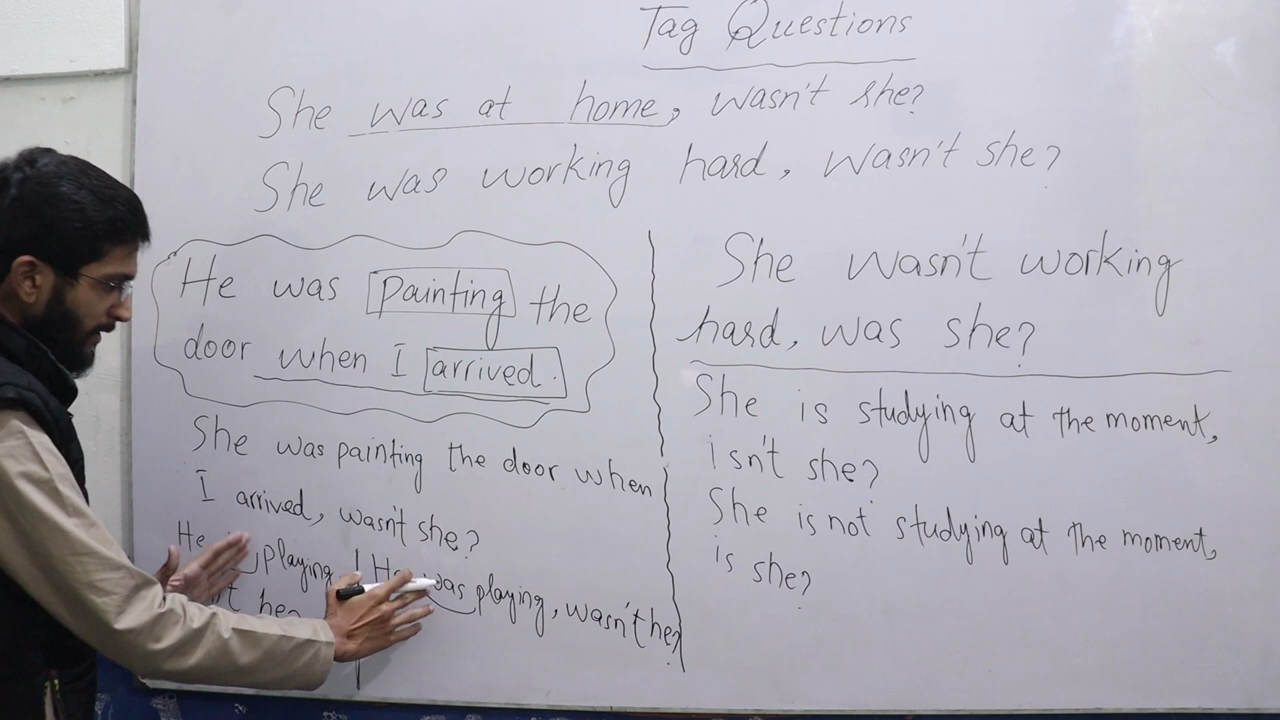 Tag Questions
She was at home, wasn't she?
She was working hard, wasn't she?
He was painting the
door when I arrived.
She was painting the door when
I arrived, wasn't she?
He playing
he?
He was playing, wasn't he?
She wasn't working
hard, was she?
She is studying at the moment,
isn't she?
She is not studying at the moment,
is she?